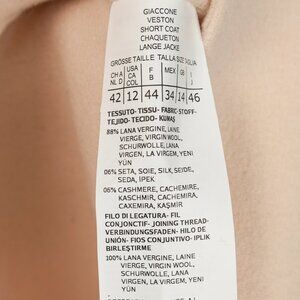 GIACCONE
VESTON
SHORT COAT
CHAQUETON
LANGE JACKE
GRÖSSE TAILLE TALLA SIZE
CH A NL D USA CA COL F B MEX GB I J
42 12 44 34 14 46
TESSUTO- TISSU- FABRIC-STOFF-
TEJIDO- TECIDO- KUMAŞ
88% LANA VERGINE, LAINE
VIERGE, VIRGIN WOOL,
SCHURWOLLE, LANA
VIRGEN, LA VIRGEM, YENİ
YÜN
06% SETA, SOIE, SILK, SEIDE,
SEDA, İPEK
06% CASHMERE, CACHEMIRE,
KASCHMIR, CACHEMIR,
CAXEMIRA, KAŞMİR
FILO DI LEGATURA- FIL
CONJONCTIF- JOINING THREAD-
VERBINDUNGSFADEN- HILO DE
UNIÓN- FIOS CONJUNTIVO- IPLIK
BIRLEŞTIRME
100% LANA VERGINE, LAINE
VIERGE, VIRGIN WOOL,
SCHURWOLLE, LANA
VIRGEN, LA VIRGEM, YENİ
YÜN